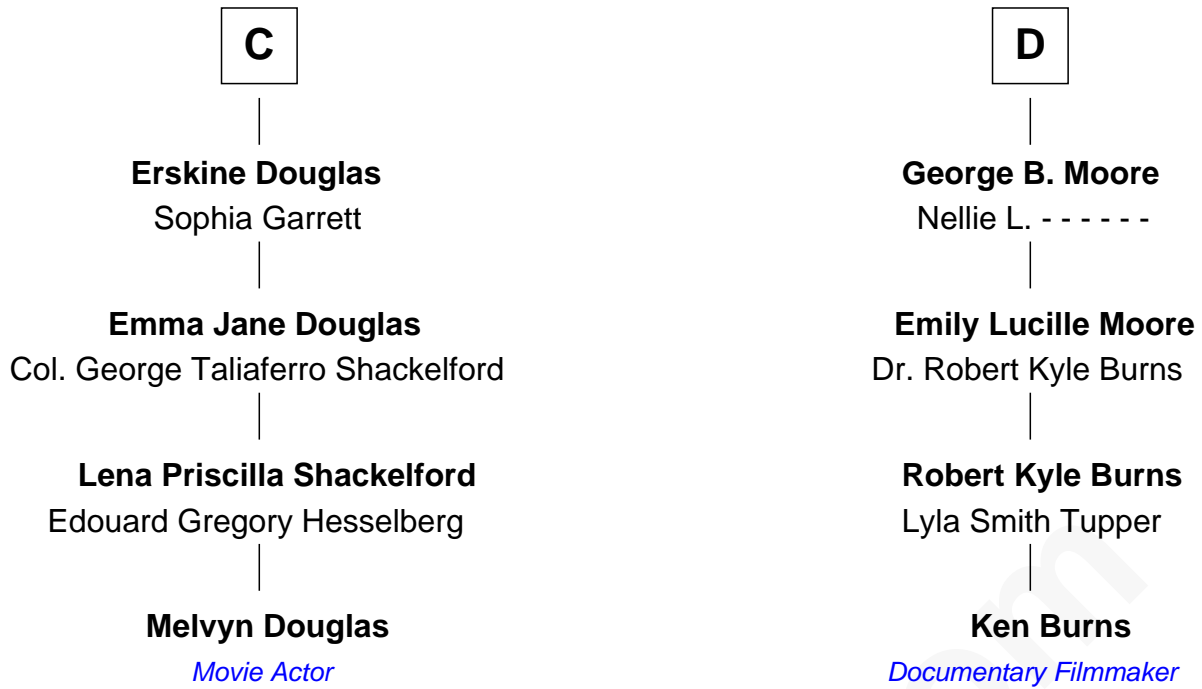 C
Erskine Douglas
Sophia Garrett
Emma Jane Douglas
Col. George Taliaferro Shackelford
Lena Priscilla Shackelford
Edouard Gregory Hesselberg
Melvyn Douglas
Movie Actor
D
George B. Moore
Nellie L. - - - - - -
Emily Lucille Moore
Dr. Robert Kyle Burns
Robert Kyle Burns
Lyla Smith Tupper
Ken Burns
Documentary Filmmaker